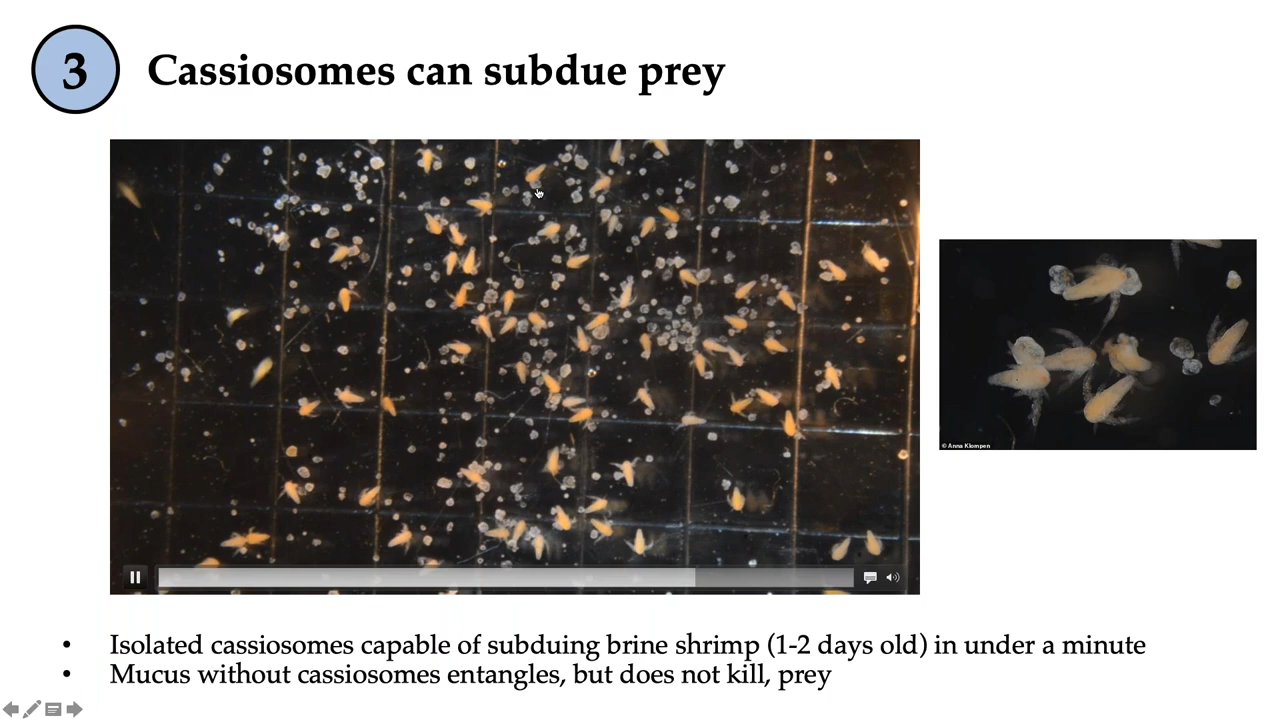 3
Cassiosomes can subdue prey
© Anna Klompen
• Isolated cassiosomes capable of subduing brine shrimp (1-2 days old) in under a minute
• Mucus without cassiosomes entangles, but does not kill, prey